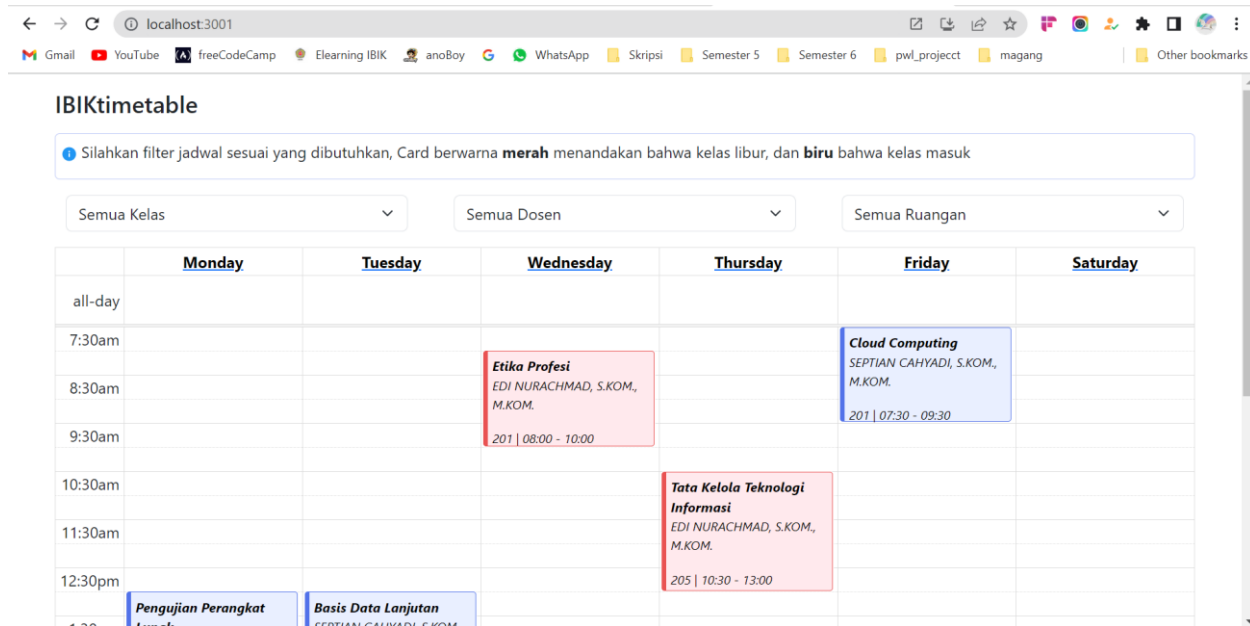 localhost:3001
Gmail YouTube freeCodeCamp Elearning IBIK anoBoy WhatsApp Skripsi Semester 5 Semester 6 pwl_projecct magang Other bookmarks
IBIKtimetable
Silahkan filter jadwal sesuai yang dibutuhkan, Card berwarna merah menandakan bahwa kelas libur, dan biru bahwa kelas masuk
Semua Kelas Semua Dosen Semua Ruangan
Monday Tuesday Wednesday Thursday Friday Saturday
all-day
7:30am
Cloud Computing
SEPTIAN CAHYADI, S.KOM.,
M.KOM.
201 | 07:30 - 09:30
Etika Profesi
EDI NURACHMAD, S.KOM.,
M.KOM.
201 | 08:00 - 10:00
8:30am
9:30am
10:30am
Tata Kelola Teknologi
Informasi
EDI NURACHMAD, S.KOM.,
M.KOM.
205 | 10:30 - 13:00
11:30am
12:30pm
Pengujian Perangkat
Basis Data Lanjutan